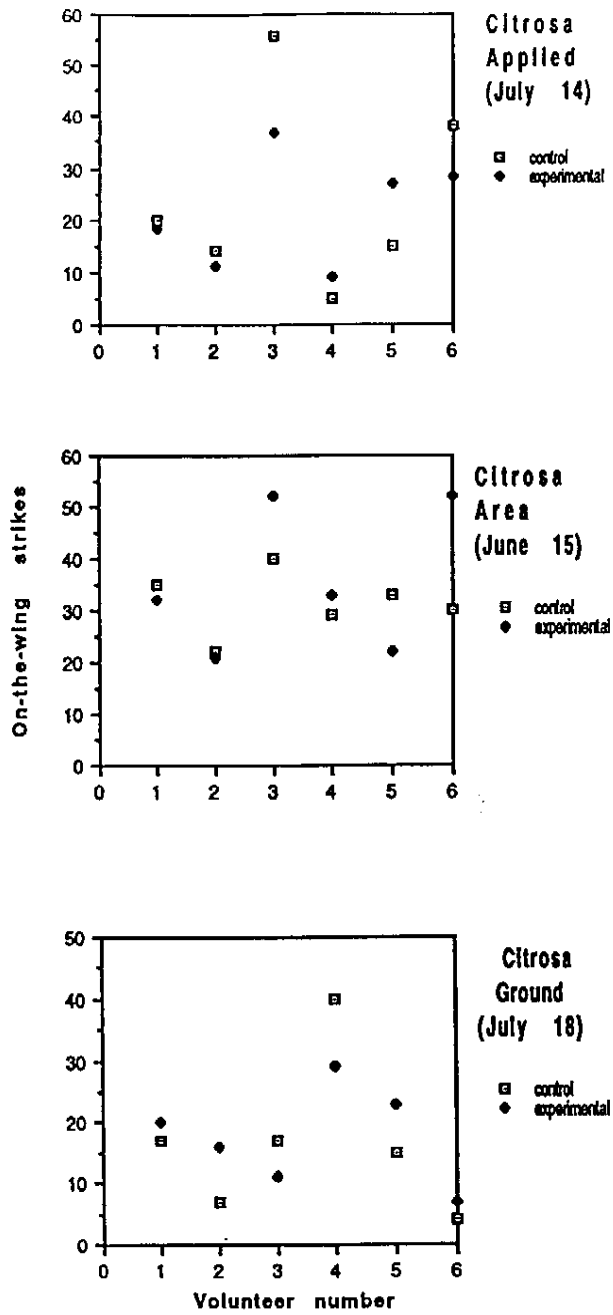 Citrosa
Applied
(July 14)
control
experimental
60
50
40
30
20
10
0
0 1 2 3 4 5 6
Citrosa
Area
(June 15)
control
experimental
On-the-wing strikes
60
50
40
30
20
10
0
0 1 2 3 4 5 6
Citrosa
Ground
(July 18)
control
experimental
50
40
30
20
10
0
0 1 2 3 4 5 6
Volunteer number